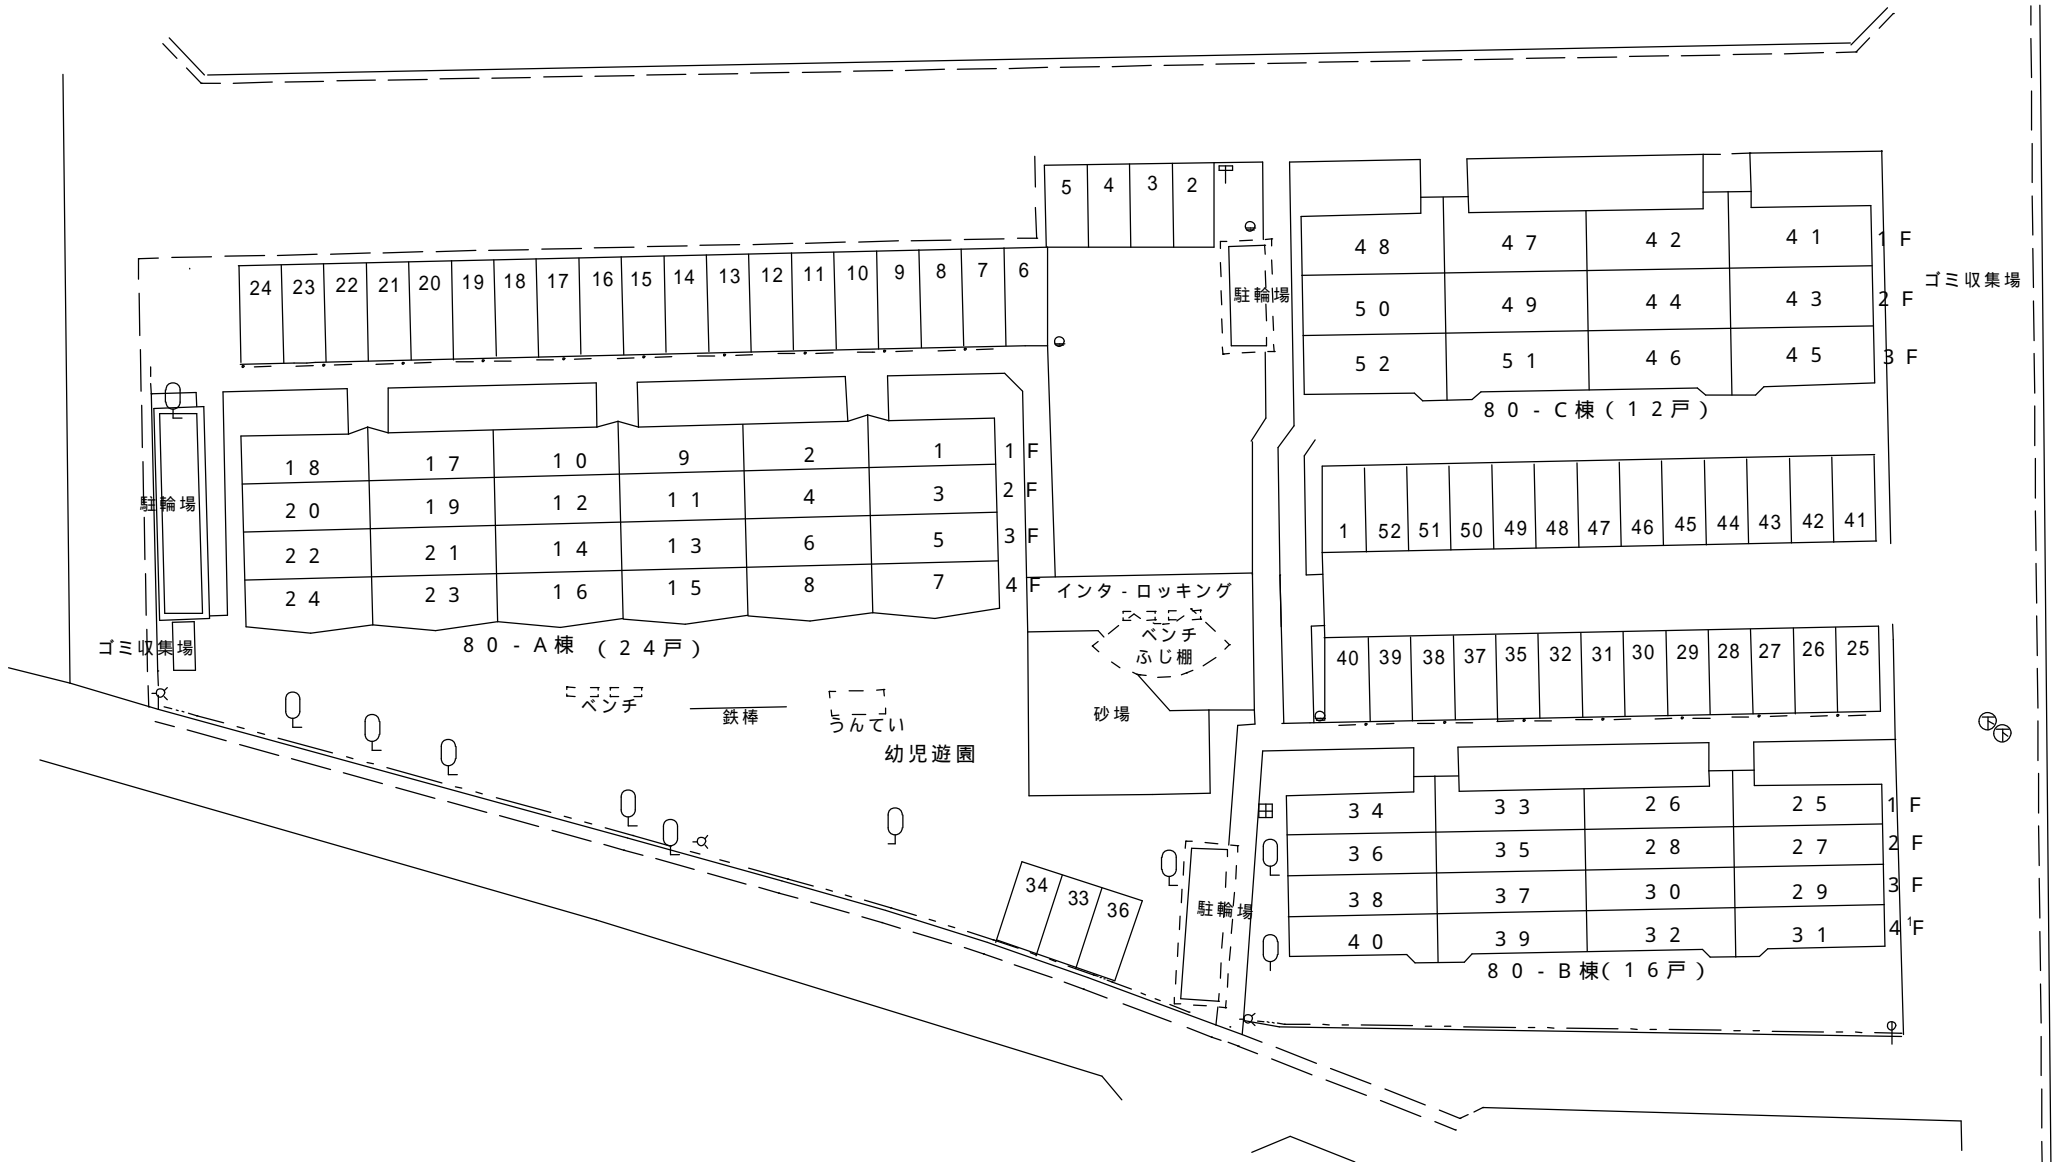 5 4 3 2
24 23 22 21 20 19 18 17 16 15 14 13 12 11 10 9 8 7 6
駐輪場
48 47 42 41 1F
50 49 44 43 2F
52 51 46 45 3F
80-C棟(12戸)
ゴミ収集場
18 17 10 9 2 1 1F
20 19 12 11 4 3 2F
22 21 14 13 6 5 3F
24 23 16 15 8 7 4F
80-A棟 (24戸)
駐輪場
ゴミ収集場
1 52 51 50 49 48 47 46 45 44 43 42 41
インタ-ロッキング
ベンチ
ふじ棚
砂場
40 39 38 37 35 32 31 30 29 28 27 26 25
ベンチ
鉄棒
うんてい
幼児遊園
下
下
34 33 26 25 1F
36 35 28 27 2F
38 37 30 29 3F
40 39 32 31 4F
1
80-B棟(16戸)
34 33 36
駐輪場